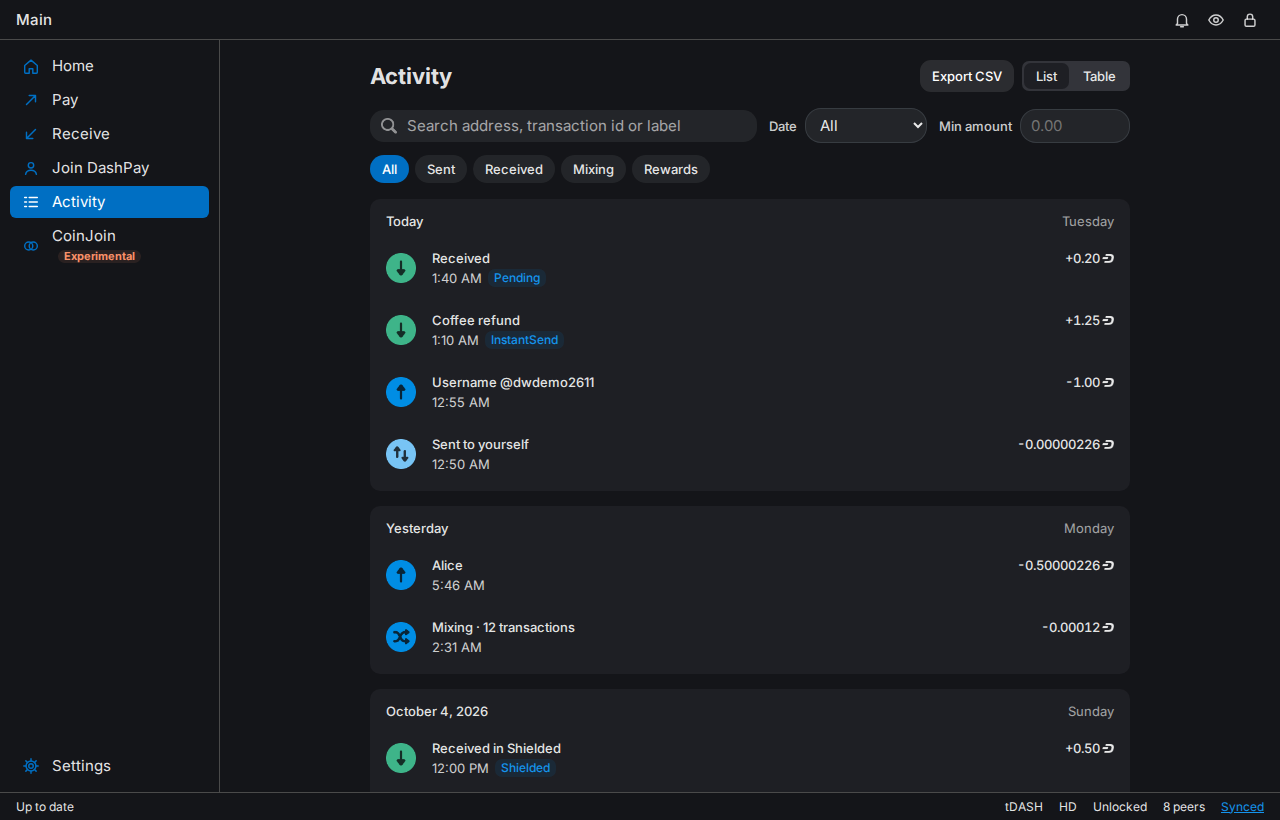 Main
Home
Pay
Receive
Join DashPay
Activity
CoinJoin
Experimental
Settings
Activity
Export CSV
List
Table
Search address, transaction id or label
Date
All
Min amount
0.00
All
Sent
Received
Mixing
Rewards
Today
Tuesday
Received
+0.20
1:40 AM Pending
Coffee refund
+1.25
1:10 AM InstantSend
Username @dwdemo2611
-1.00
12:55 AM
Sent to yourself
-0.00000226
12:50 AM
Yesterday
Monday
Alice
-0.50000226
5:46 AM
Mixing · 12 transactions
-0.00012
2:31 AM
October 4, 2026
Sunday
Received in Shielded
+0.50
12:00 PM Shielded
Up to date
tDASH
HD
Unlocked
8 peers
Synced